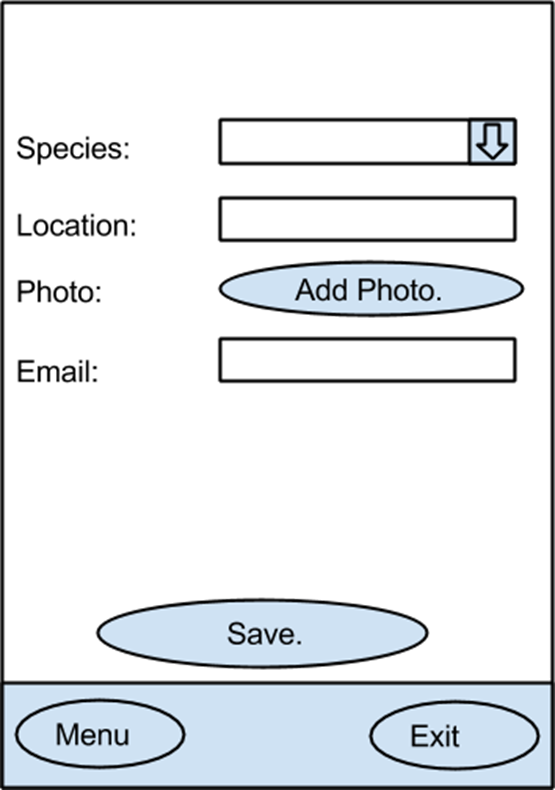 Species:
Location:
Photo: Add Photo.
Email:
Save.
Menu Exit